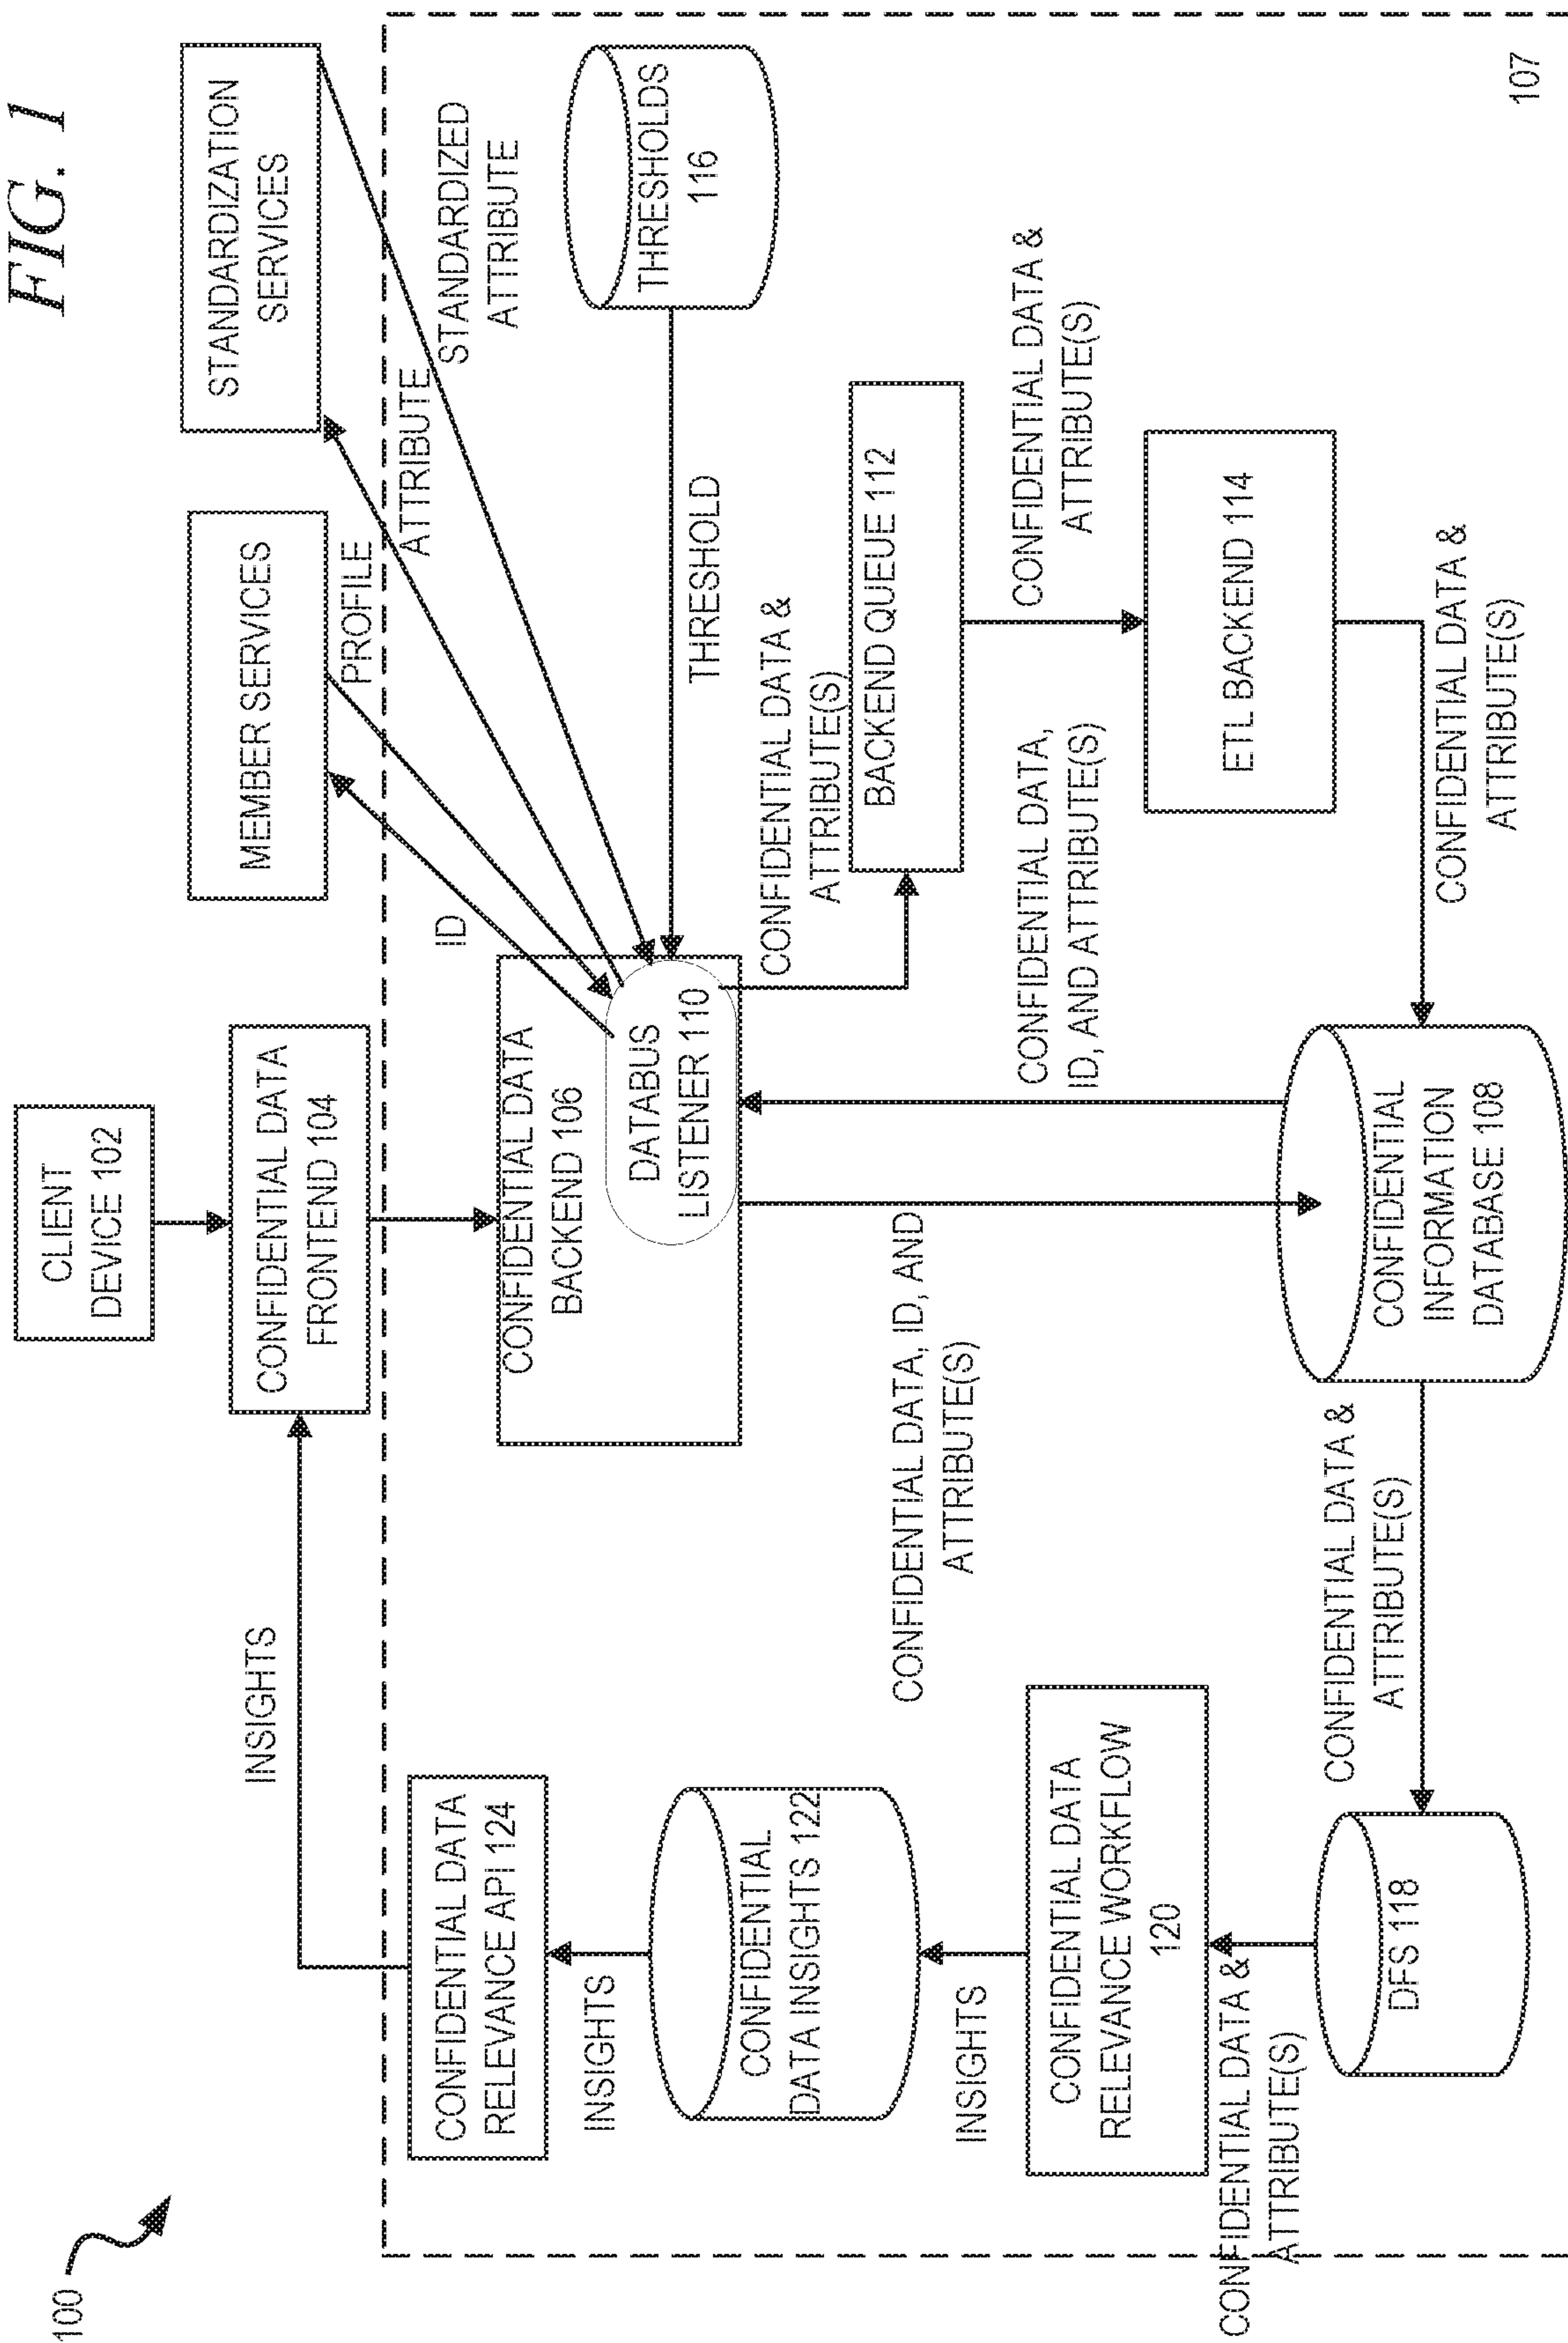 FIG. 1
100
CLIENT
DEVICE 102
CONFIDENTIAL DATA
FRONTEND 104
MEMBER SERVICES
STANDARDIZATION
SERVICES
INSIGHTS
ID
PROFILE
ATTRIBUTE
STANDARDIZED
ATTRIBUTE
CONFIDENTIAL DATA
RELEVANCE API 124
CONFIDENTIAL DATA
BACKEND 106
DATABUS
LISTENER 110
THRESHOLD
THRESHOLDS
116
INSIGHTS
CONFIDENTIAL
DATA INSIGHTS 122
CONFIDENTIAL DATA &
ATTRIBUTE(S)
BACKEND QUEUE 112
CONFIDENTIAL DATA, ID, AND
ATTRIBUTE(S)
CONFIDENTIAL DATA,
ID, AND ATTRIBUTE(S)
CONFIDENTIAL DATA &
ATTRIBUTE(S)
INSIGHTS
CONFIDENTIAL DATA
RELEVANCE WORKFLOW
120
ETL BACKEND 114
CONFIDENTIAL DATA &
ATTRIBUTE(S)
DFS 118
CONFIDENTIAL DATA &
ATTRIBUTE(S)
CONFIDENTIAL
INFORMATION
DATABASE 108
CONFIDENTIAL DATA &
ATTRIBUTE(S)
107